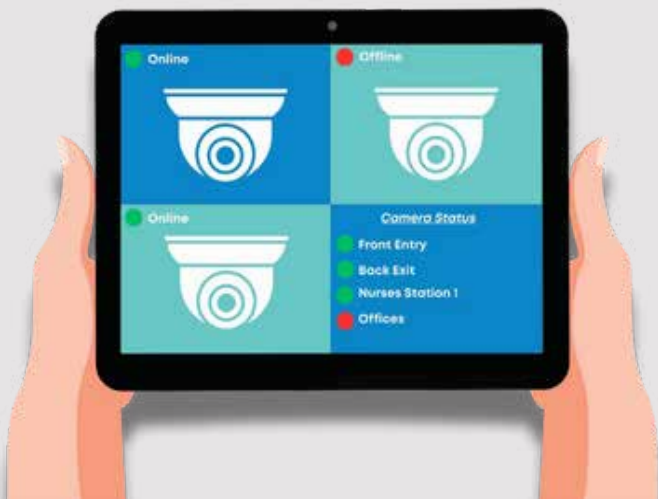 Online
Offline
Online
Camera Status
Front Entry
Back Exit
Nurses Station 1
Offices